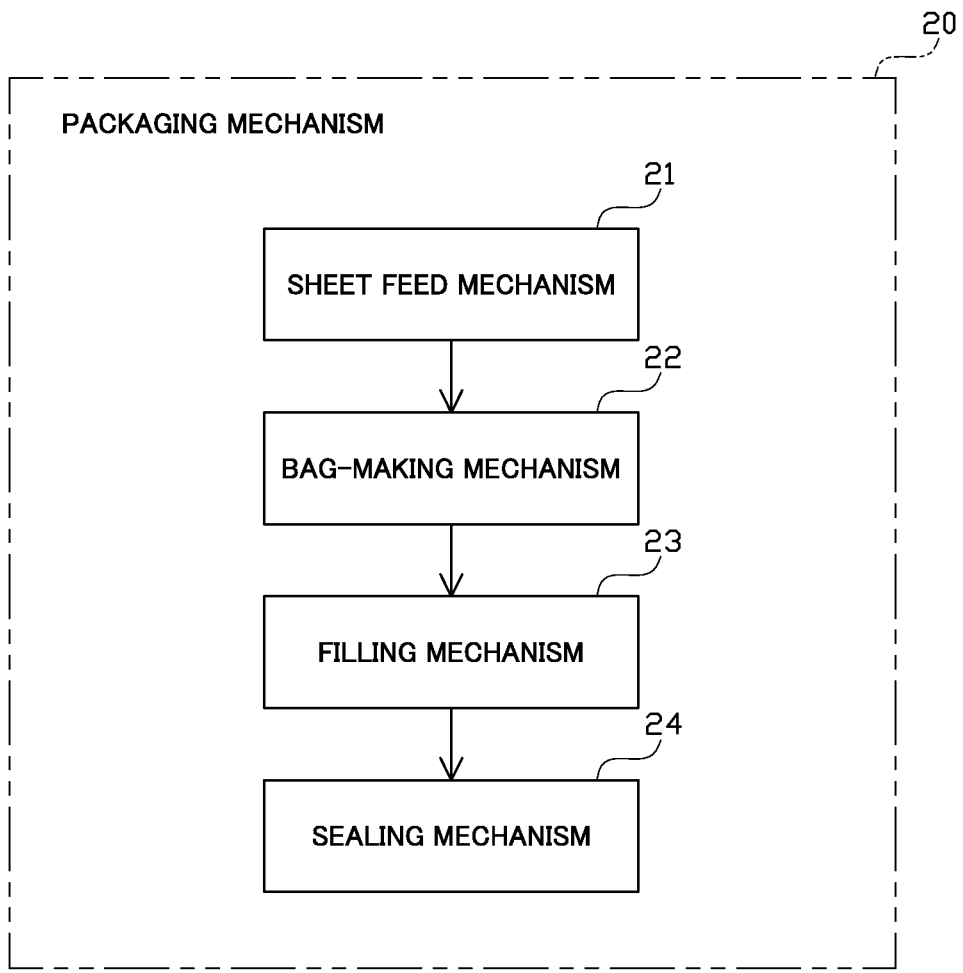 20
PACKAGING MECHANISM
21
SHEET FEED MECHANISM
22
BAG-MAKING MECHANISM
23
FILLING MECHANISM
24
SEALING MECHANISM